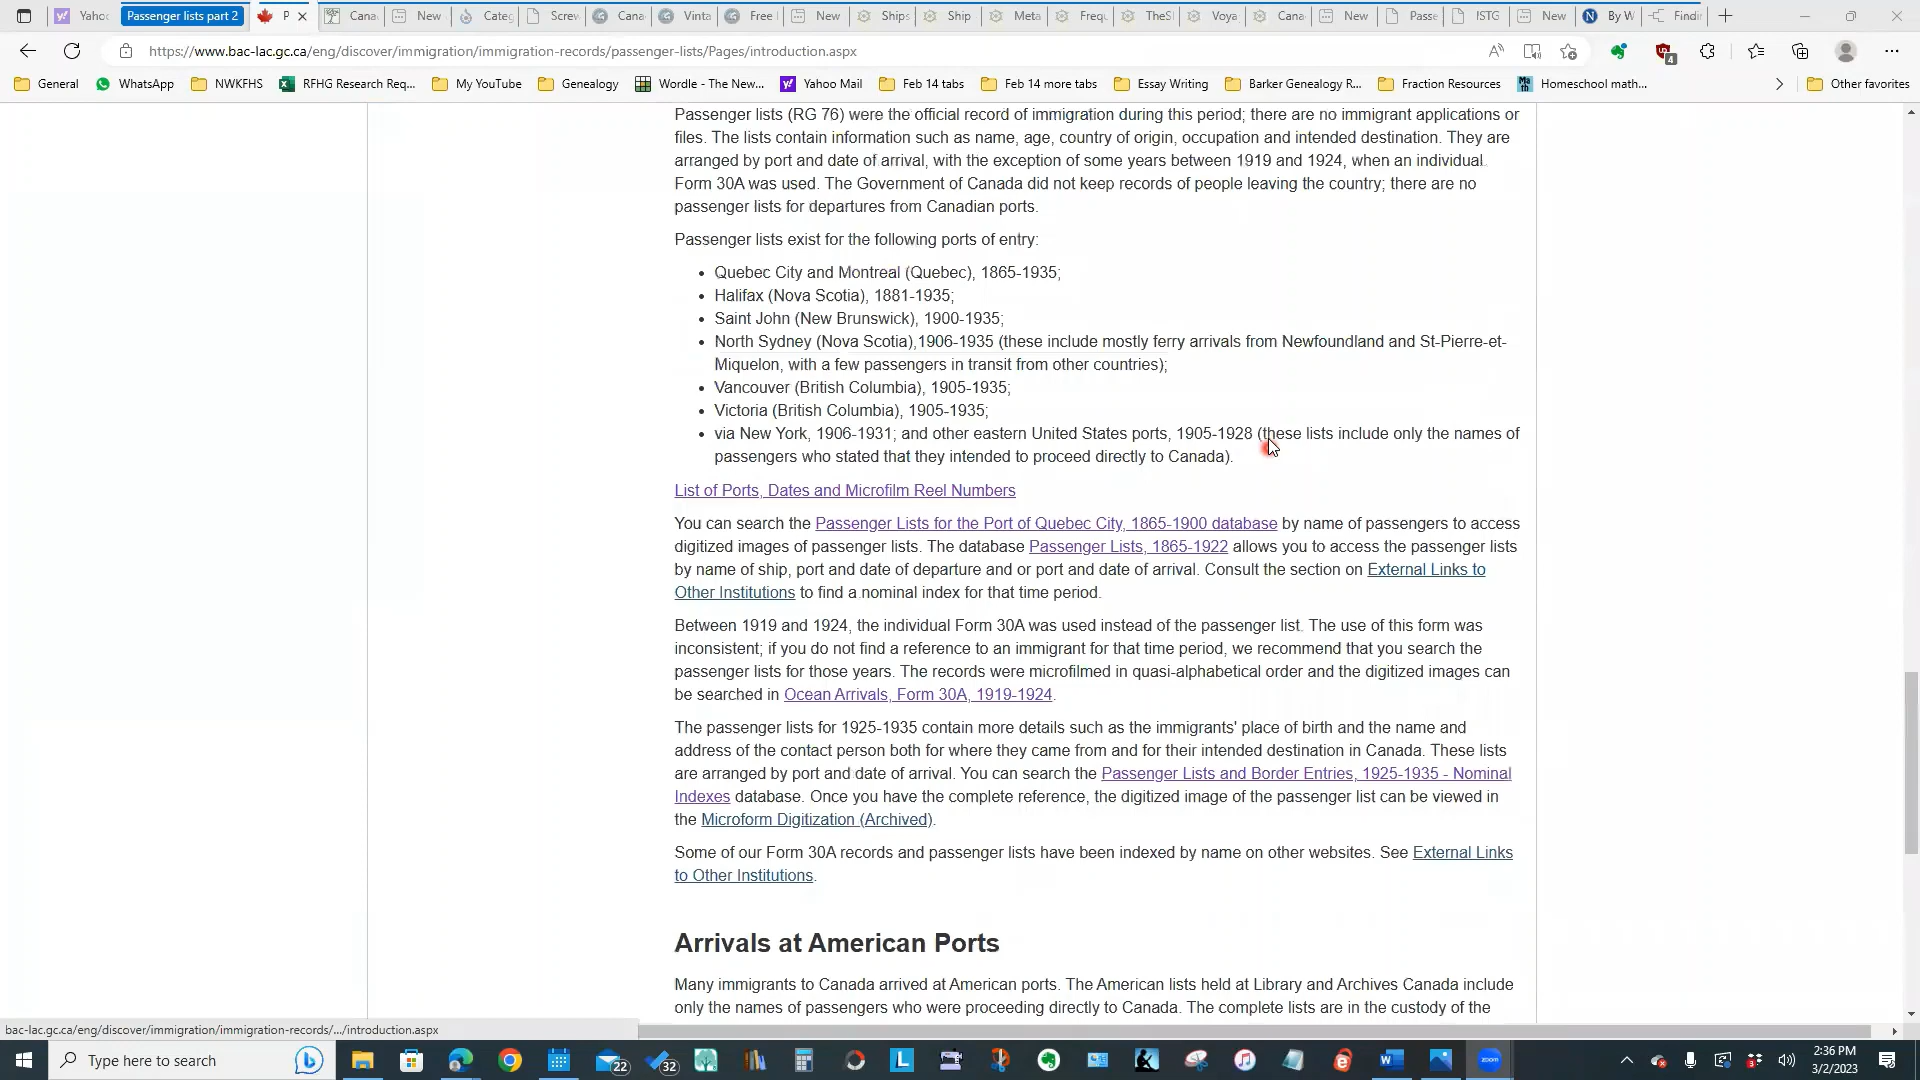 Yahoo
Passenger lists part 2
P
Cana
New
Categ
Screv
Cana
Vinta
Free
New
Ships
Ship
Meta
Frequ
TheS
Voya
Cana
New
Passe
ISTG
New
By W
Findi
https://www.bac-lac.gc.ca/eng/discover/immigration/immigration-records/passenger-lists/Pages/introduction.aspx
4
General
WhatsApp
NWKFHS
RFHG Research Req...
My YouTube
Genealogy
Wordle - The New...
Yahoo Mail
Feb 14 tabs
Feb 14 more tabs
Essay Writing
Barker Genealogy R...
Fraction Resources
Homeschool math...
Other favorites
Passenger lists (RG 76) were the official record of immigration during this period; there are no immigrant applications or
files. The lists contain information such as name, age, country of origin, occupation and intended destination. They are
arranged by port and date of arrival, with the exception of some years between 1919 and 1924, when an individual
Form 30A was used. The Government of Canada did not keep records of people leaving the country; there are no
passenger lists for departures from Canadian ports.
Passenger lists exist for the following ports of entry:
• Quebec City and Montreal (Quebec), 1865-1935;
• Halifax (Nova Scotia), 1881-1935;
• Saint John (New Brunswick), 1900-1935;
• North Sydney (Nova Scotia),1906-1935 (these include mostly ferry arrivals from Newfoundland and St-Pierre-et-
Miquelon, with a few passengers in transit from other countries);
• Vancouver (British Columbia), 1905-1935;
• Victoria (British Columbia), 1905-1935;
• via New York, 1906-1931; and other eastern United States ports, 1905-1928 (these lists include only the names of
passengers who stated that they intended to proceed directly to Canada).
List of Ports, Dates and Microfilm Reel Numbers
You can search the Passenger Lists for the Port of Quebec City, 1865-1900 database by name of passengers to access
digitized images of passenger lists. The database Passenger Lists, 1865-1922 allows you to access the passenger lists
by name of ship, port and date of departure and or port and date of arrival. Consult the section on External Links to
Other Institutions to find a nominal index for that time period.
Between 1919 and 1924, the individual Form 30A was used instead of the passenger list. The use of this form was
inconsistent; if you do not find a reference to an immigrant for that time period, we recommend that you search the
passenger lists for those years. The records were microfilmed in quasi-alphabetical order and the digitized images can
be searched in Ocean Arrivals, Form 30A, 1919-1924.
The passenger lists for 1925-1935 contain more details such as the immigrants' place of birth and the name and
address of the contact person both for where they came from and for their intended destination in Canada. These lists
are arranged by port and date of arrival. You can search the Passenger Lists and Border Entries, 1925-1935 - Nominal
Indexes database. Once you have the complete reference, the digitized image of the passenger list can be viewed in
the Microform Digitization (Archived).
Some of our Form 30A records and passenger lists have been indexed by name on other websites. See External Links
to Other Institutions.
Arrivals at American Ports
Many immigrants to Canada arrived at American ports. The American lists held at Library and Archives Canada include
only the names of passengers who were proceeding directly to Canada. The complete lists are in the custody of the
bac-lac.gc.ca/eng/discover/immigration/immigration-records/.../introduction.aspx
Type here to search
22
32
zoom
2:36 PM
3/2/2023